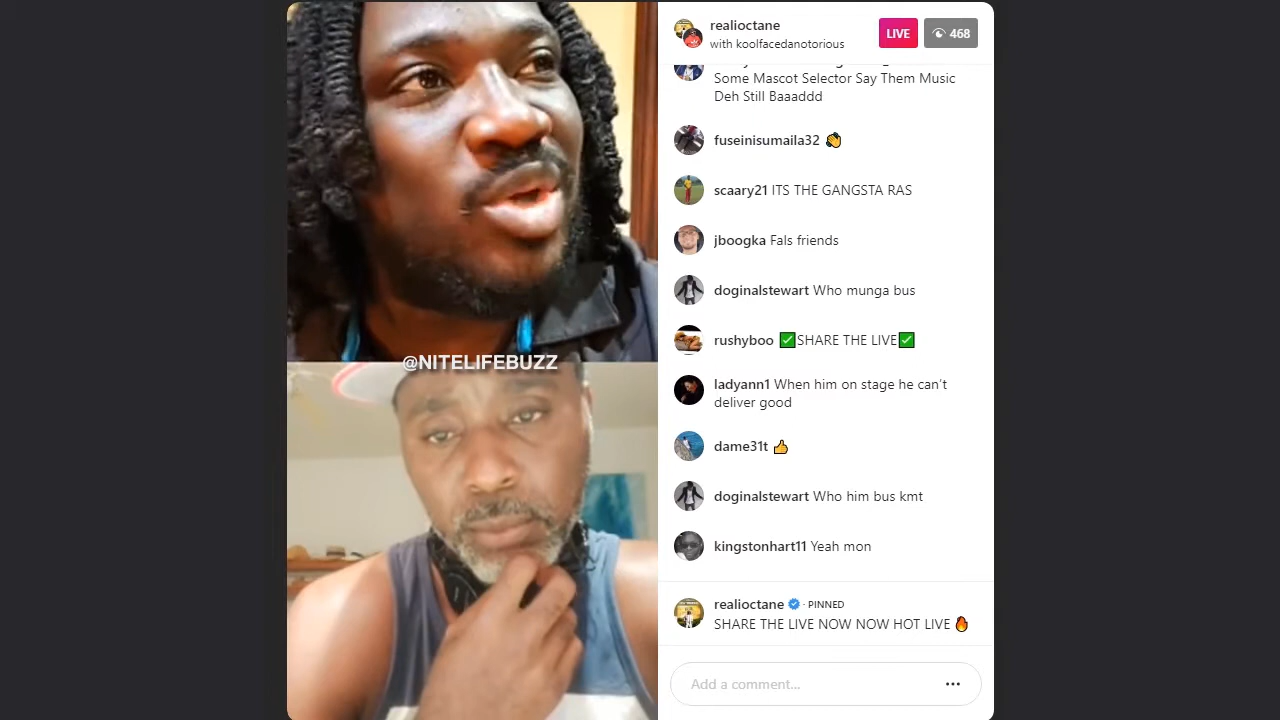 realioctane
LIVE
468
with koolfacedanotorious
Some Mascot Selector Say Them Music
Deh Still Baaaddd
fuseinisumaila32 👏
scaary21 ITS THE GANGSTA RAS
jboogka Fals friends
doginalstewart Who munga bus
rushyboo ✅SHARE THE LIVE✅
ladyann1 When him on stage he can't
deliver good
dame31t 👍
doginalstewart Who him bus kmt
kingstonhart11 Yeah mon
realioctane · PINNED
SHARE THE LIVE NOW NOW HOT LIVE 🔥
Add a comment...
@NITELIFEBUZZ